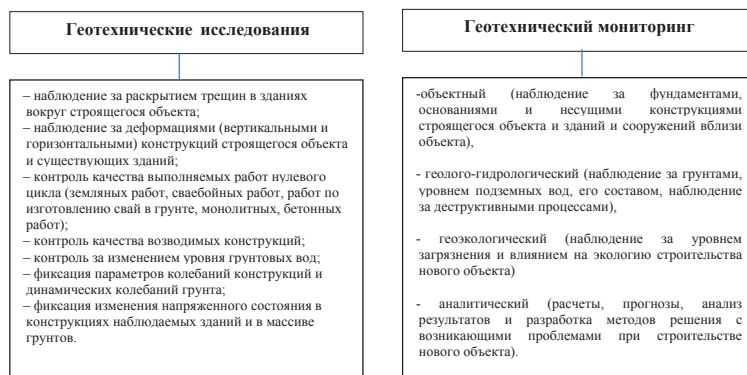 Геотехнические исследования
– наблюдение за раскрытием трещин в зданиях
вокруг строящегося объекта;
– наблюдение за деформациями (вертикальными и
горизонтальными) конструкций строящегося объекта
и существующих зданий;
– контроль качества выполняемых работ нулевого
цикла (земляных работ, сваебойных работ, работ по
изготовлению свай в грунте, монолитных, бетонных
работ);
– контроль качества возводимых конструкций;
– контроль за изменением уровня грунтовых вод;
– фиксация параметров колебаний конструкций и
динамических колебаний грунта;
– фиксация изменения напряженного состояния в
конструкциях наблюдаемых зданий и в массиве
грунтов.
Геотехнический мониторинг
-объектный (наблюдение за фундаментами,
основаниями и несущими конструкциями
строящегося объекта и зданий и сооружений вблизи
объекта),
- геолого-гидрологический (наблюдение за грунтами,
уровнем подземных вод, его составом, наблюдение
за деструктивными процессами),
- геоэкологический (наблюдение за уровнем
загрязнения и влиянием на экологию строительства
нового объекта)
- аналитический (расчеты, прогнозы, анализ
результатов и разработка методов решения с
возникающими проблемами при строительстве
нового объекта).